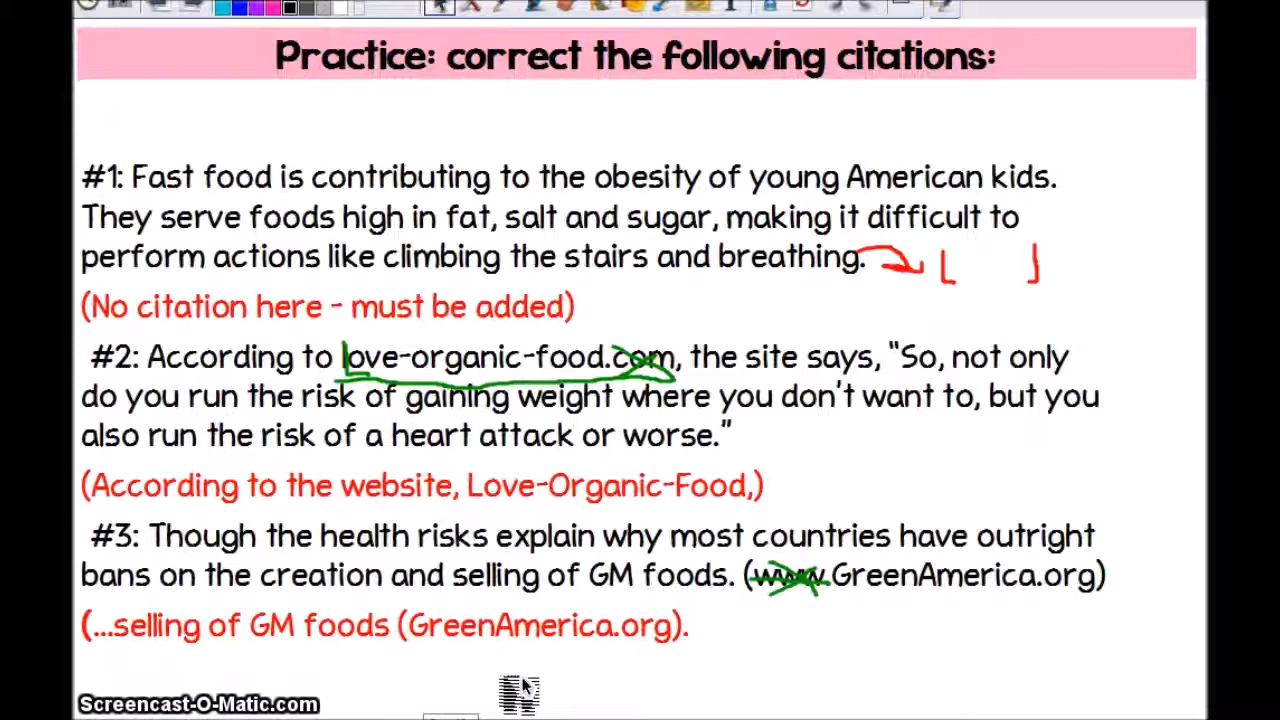 Practice: correct the following citations:
#1: Fast food is contributing to the obesity of young American kids.
They serve foods high in fat, salt and sugar, making it difficult to
perform actions like climbing the stairs and breathing.
(No citation here - must be added)
#2: According to love-organic-food.com, the site says, "So, not only
do you run the risk of gaining weight where you don't want to, but you
also run the risk of a heart attack or worse."
(According to the website, Love-Organic-Food,)
#3: Though the health risks explain why most countries have outright
bans on the creation and selling of GM foods. (www.GreenAmerica.org)
(...selling of GM foods (GreenAmerica.org).
Screencast-O-Matic.com